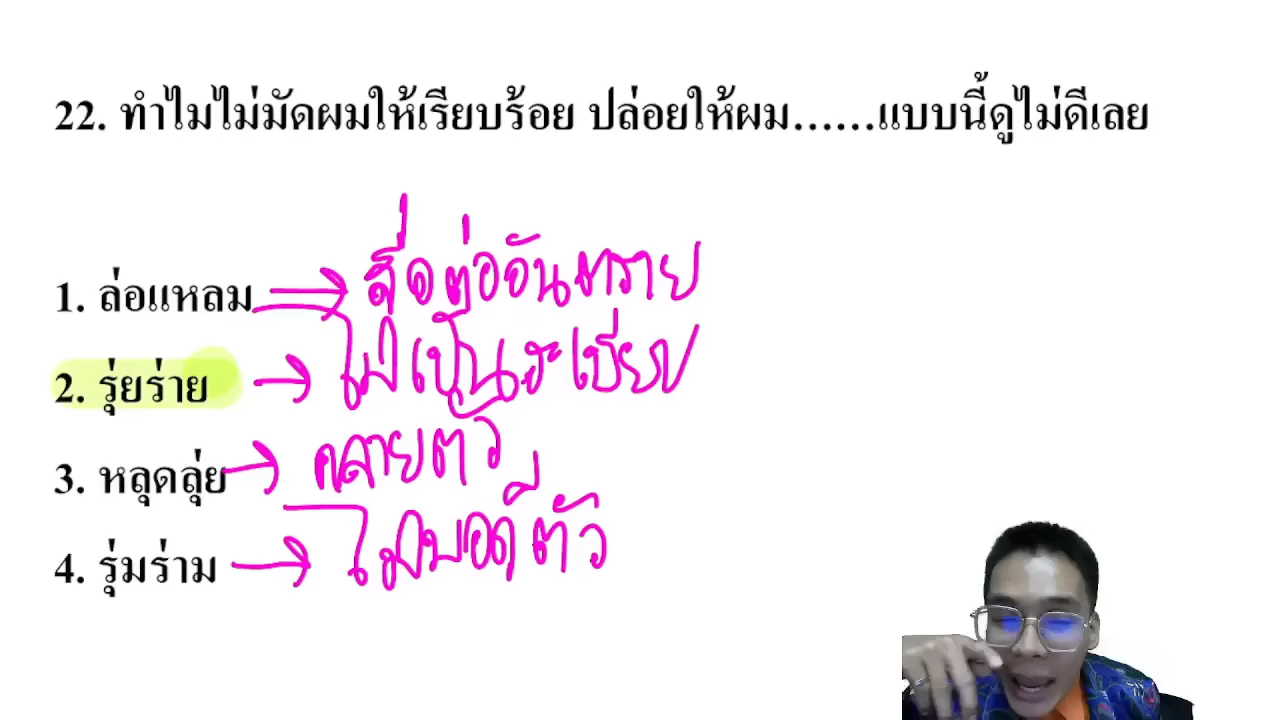 22. ทำไมไม่มัดผมให้เรียบร้อย ปล่อยให้ผม......แบบนี้ดูไม่ดีเลย
1. ล่อแหลม → สื่อต่ออันตราย
2. รุ่ยร่าย → ไม่เป็นระเบียบ
3. หลุดลุ่ย → คลายตัว
4. รุ่มร่าม → ไม่พอดีตัว